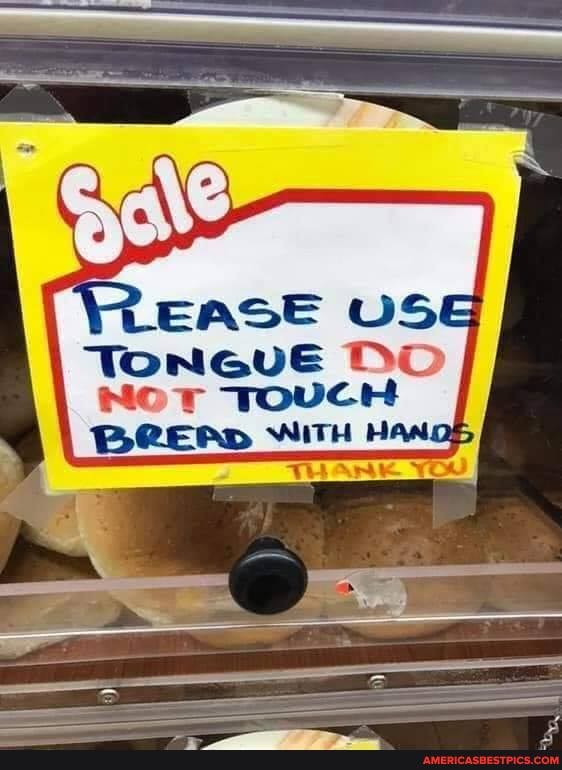 Sale
PLEASE USE
TONGUE DO
NOT TOUCH
BREAD WITH HANDS
THANK YOU
AMERICASBESTPICS.COM